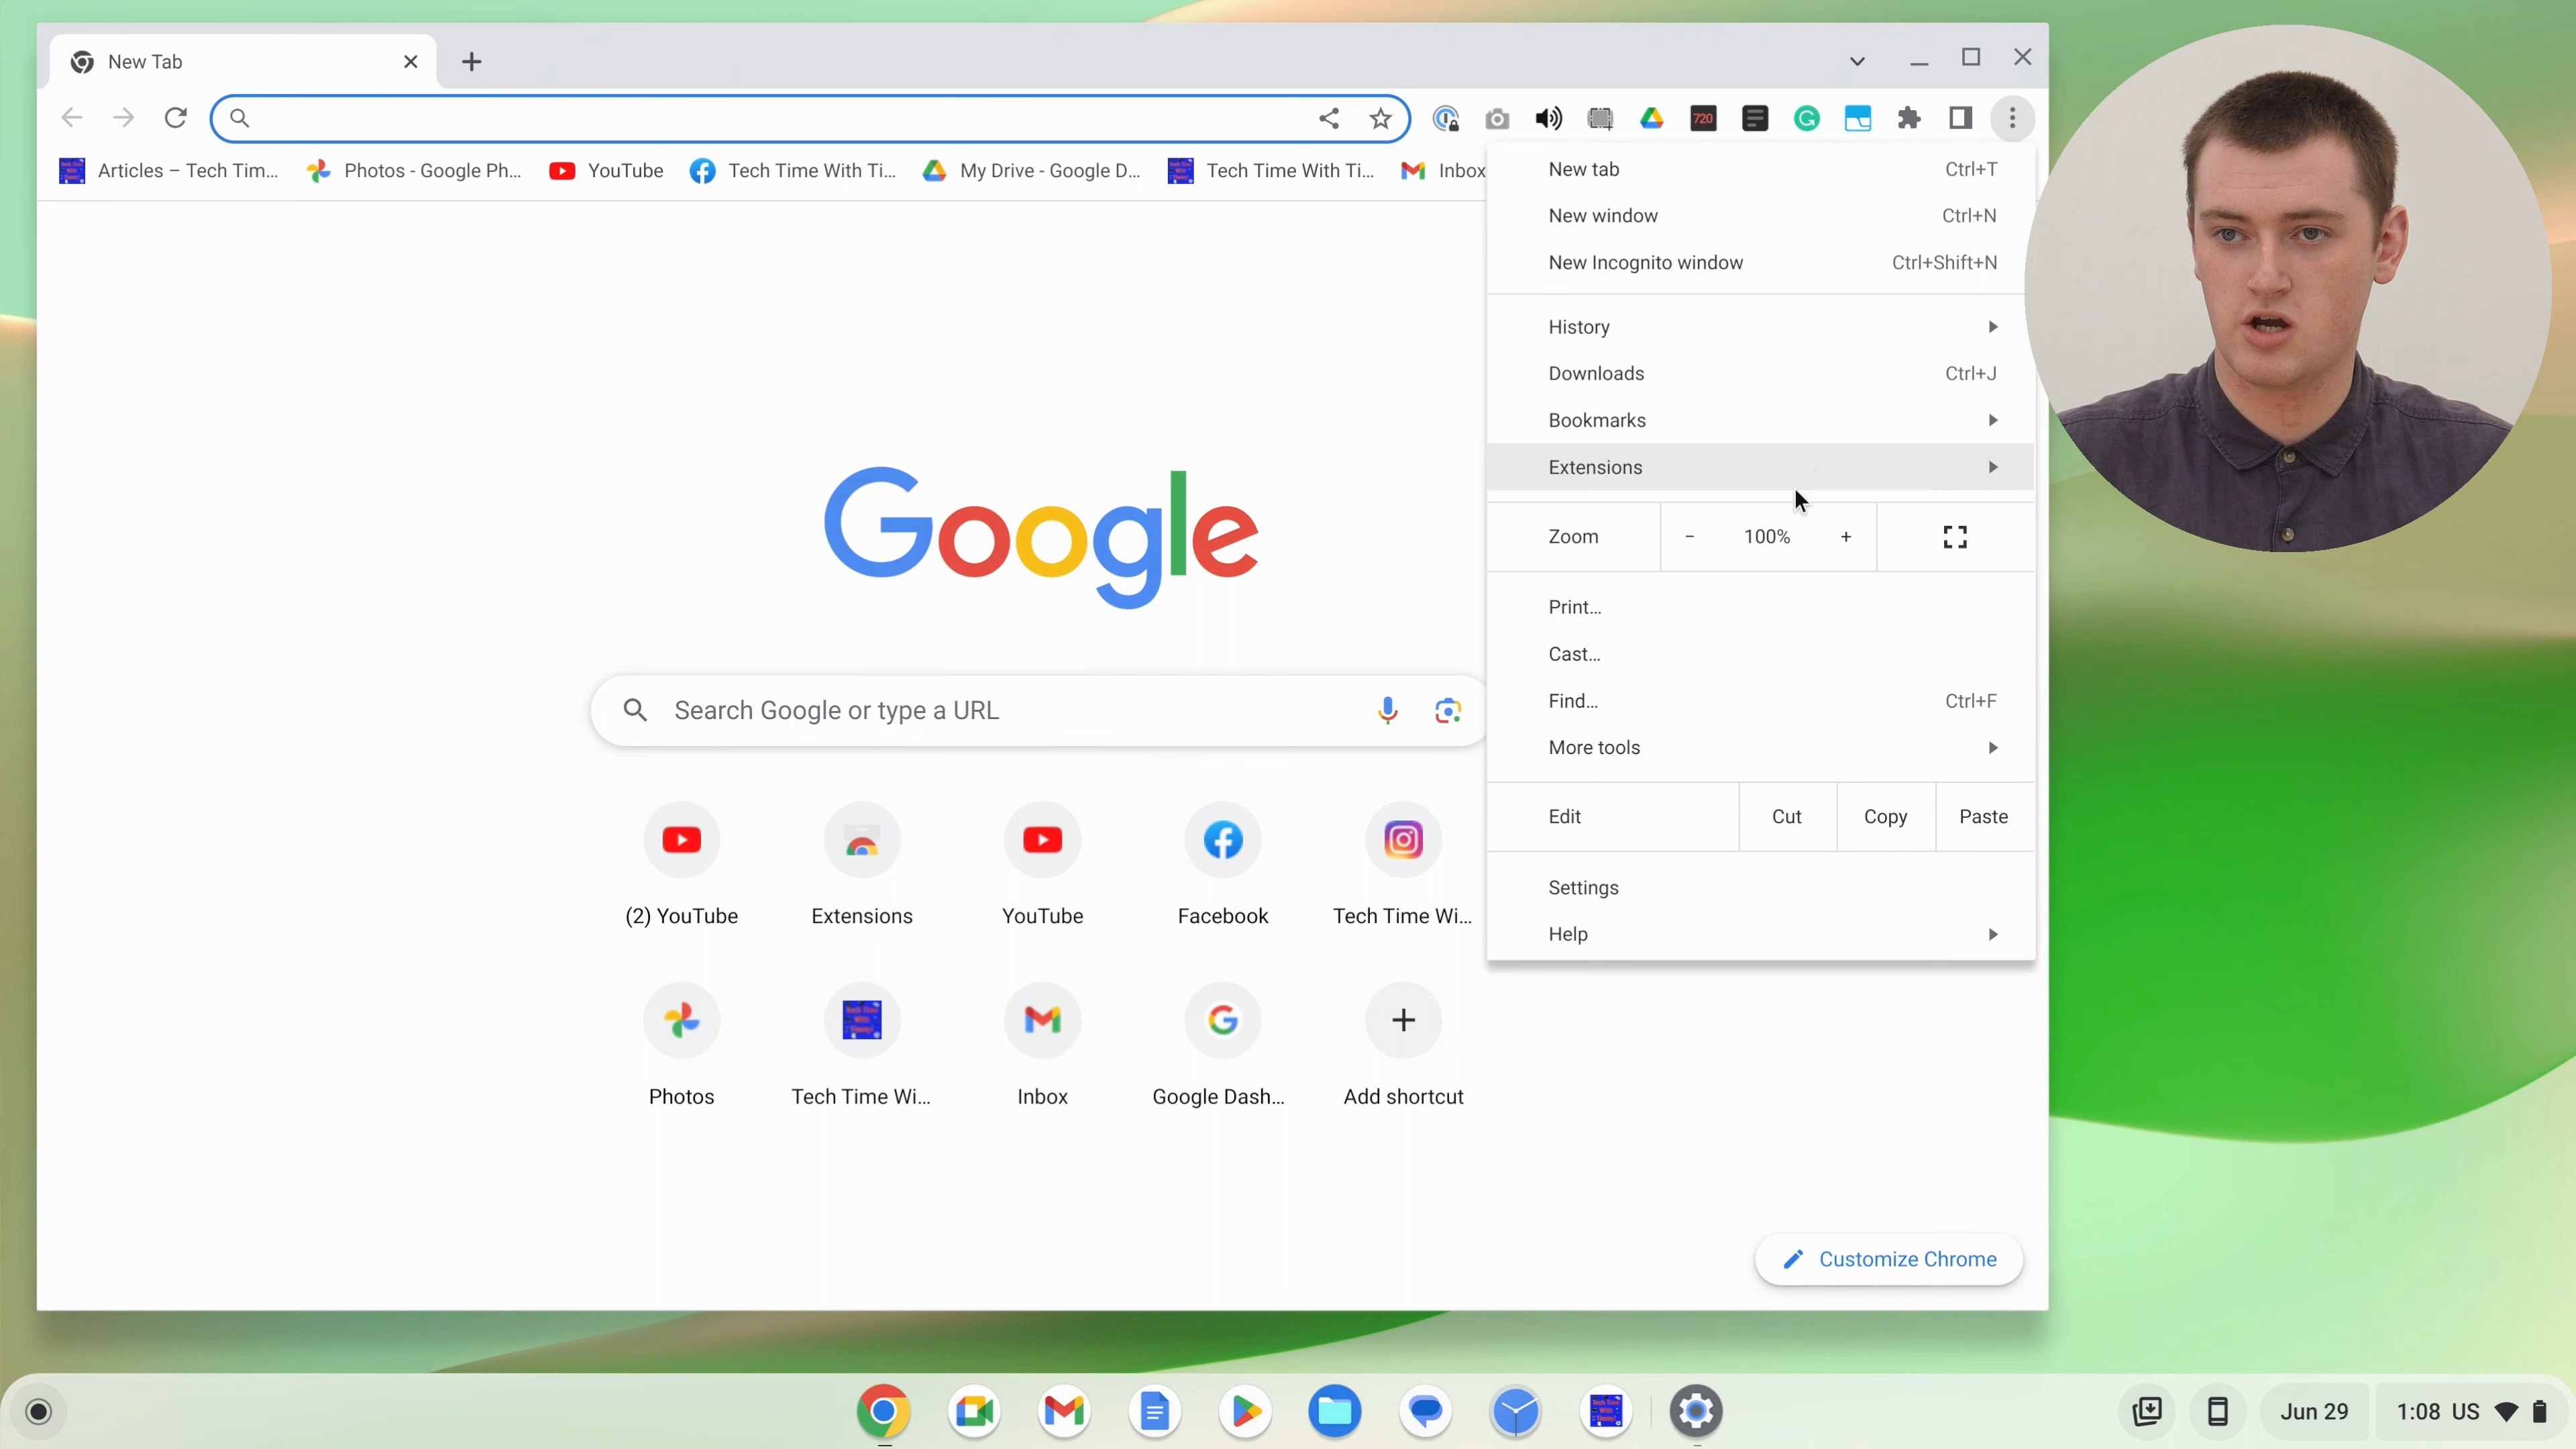 New Tab
720
Articles – Tech Tim...
Photos - Google Ph...
YouTube
Tech Time With Ti...
My Drive - Google D...
Tech Time With Ti...
Inbox
New tab Ctrl+T
New window Ctrl+N
New Incognito window Ctrl+Shift+N
History
Downloads Ctrl+J
Bookmarks
Extensions
Zoom - 100% +
Print...
Cast...
Find... Ctrl+F
More tools
Edit Cut Copy Paste
Settings
Help
Google
Search Google or type a URL
(2) YouTube
Extensions
YouTube
Facebook
Tech Time Wi...
Photos
Tech Time Wi...
Inbox
Google Dash...
Add shortcut
Customize Chrome
Jun 29
1:08 US